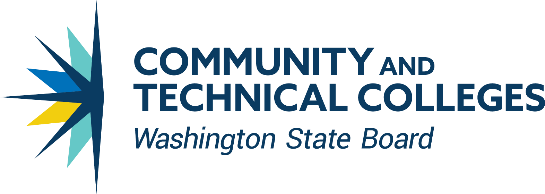 COMMUNITY AND
TECHNICAL COLLEGES
Washington State Board